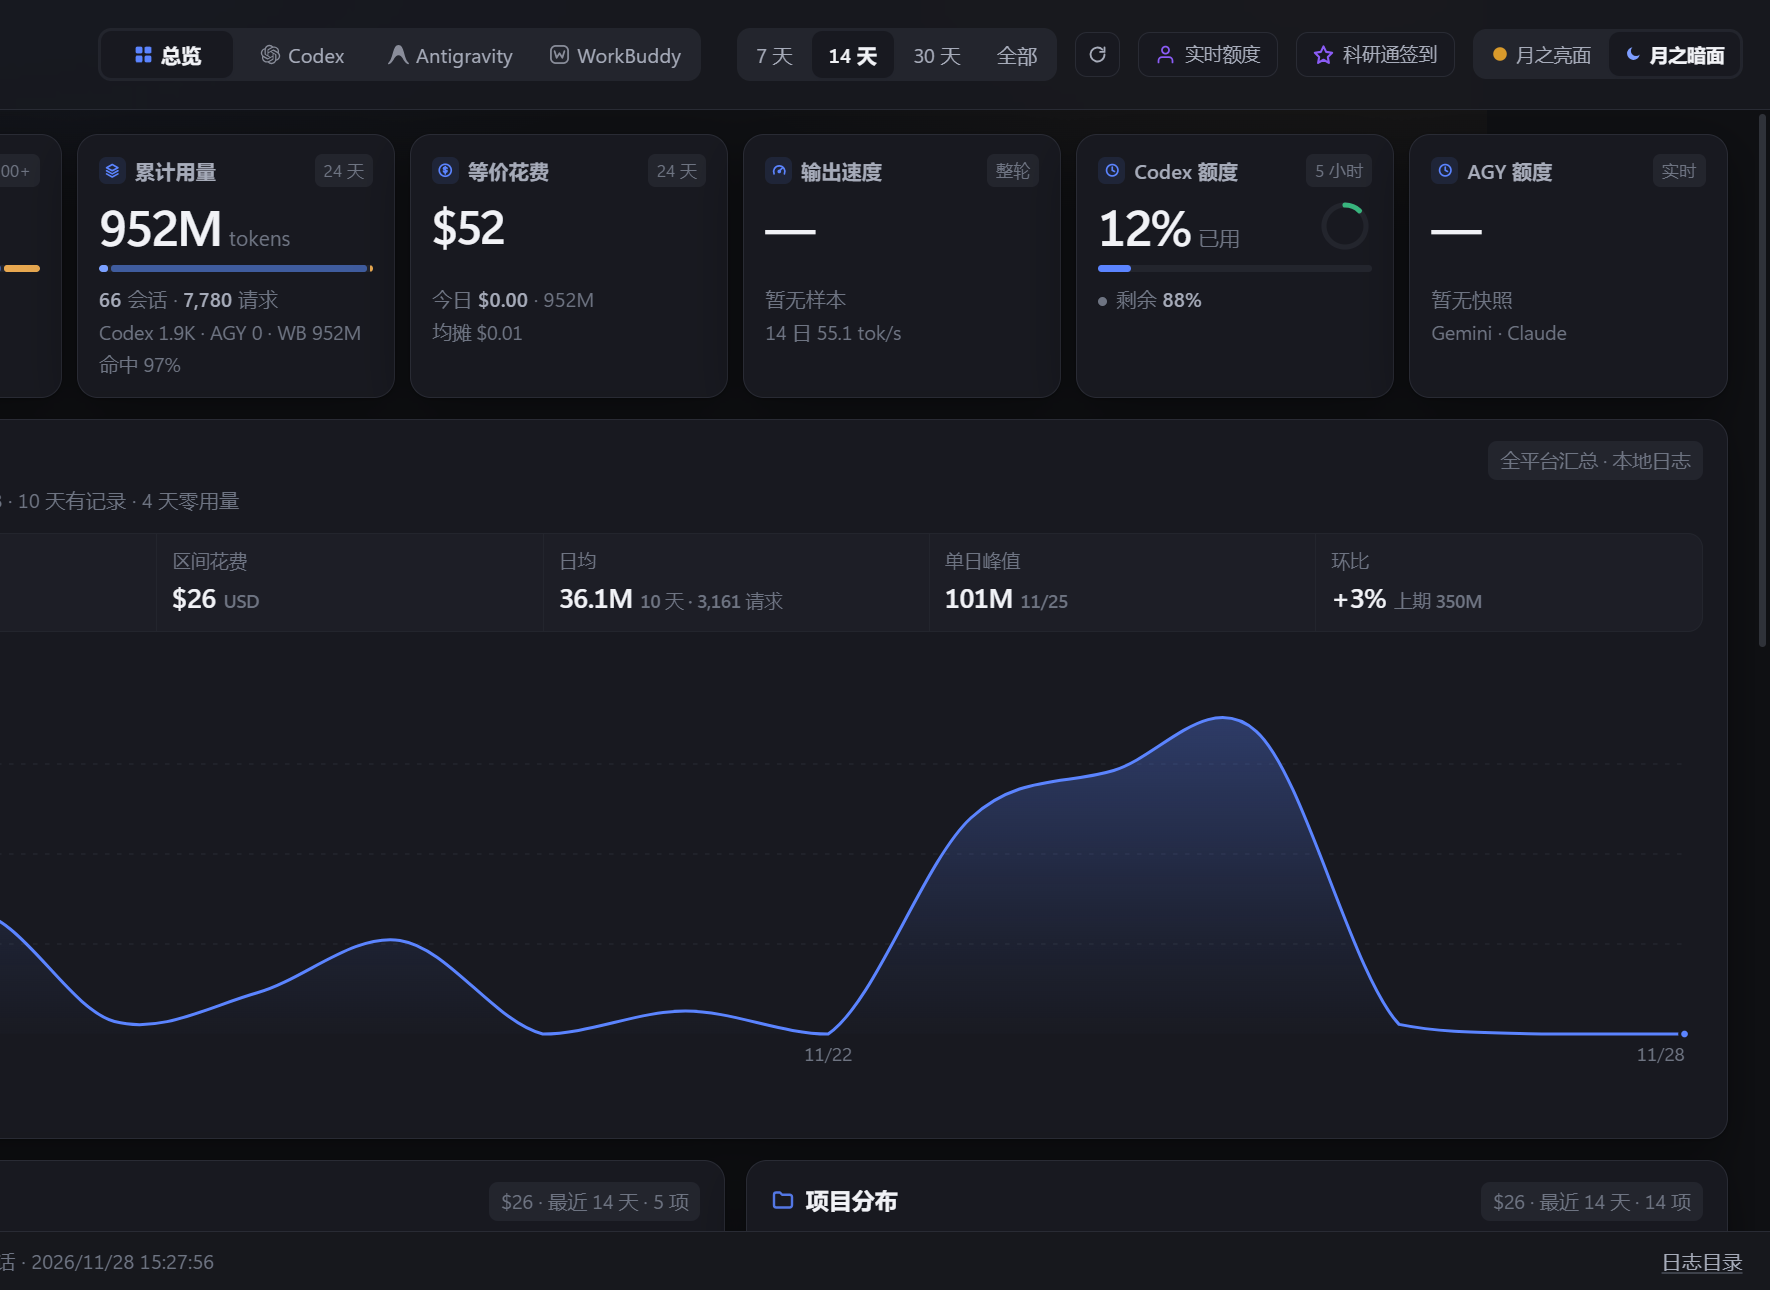 总览 Codex Antigravity WorkBuddy 7 天 14 天 30 天 全部 实时额度 科研通签到 月之亮面 月之暗面
00+
累计用量 24 天
952M tokens
66 会话 · 7,780 请求
Codex 1.9K · AGY 0 · WB 952M
命中 97%
等价花费 24 天
$52
今日 $0.00 · 952M
均摊 $0.01
输出速度 整轮
—
暂无样本
14 日 55.1 tok/s
Codex 额度 5 小时
12% 已用
剩余 88%
AGY 额度 实时
—
暂无快照
Gemini · Claude
全平台汇总 · 本地日志
· 10 天有记录 · 4 天零用量
区间花费
$26 USD
日均
36.1M 10 天 · 3,161 请求
单日峰值
101M 11/25
环比
+3% 上期 350M
11/22
11/28
$26 · 最近 14 天 · 5 项
项目分布
$26 · 最近 14 天 · 14 项
话 · 2026/11/28 15:27:56
日志目录